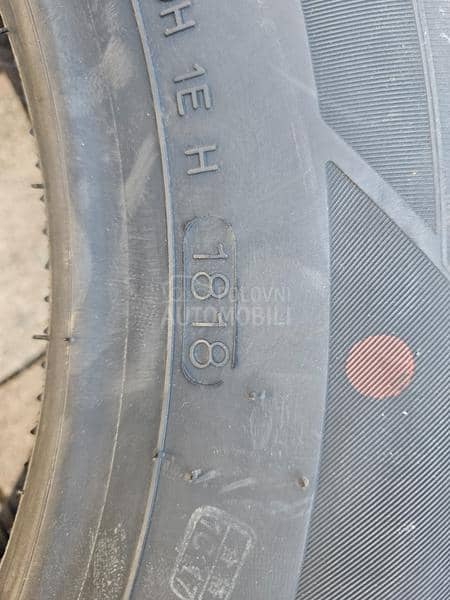 H 1E H
1818
POLOVNI
AUTOMOBILI